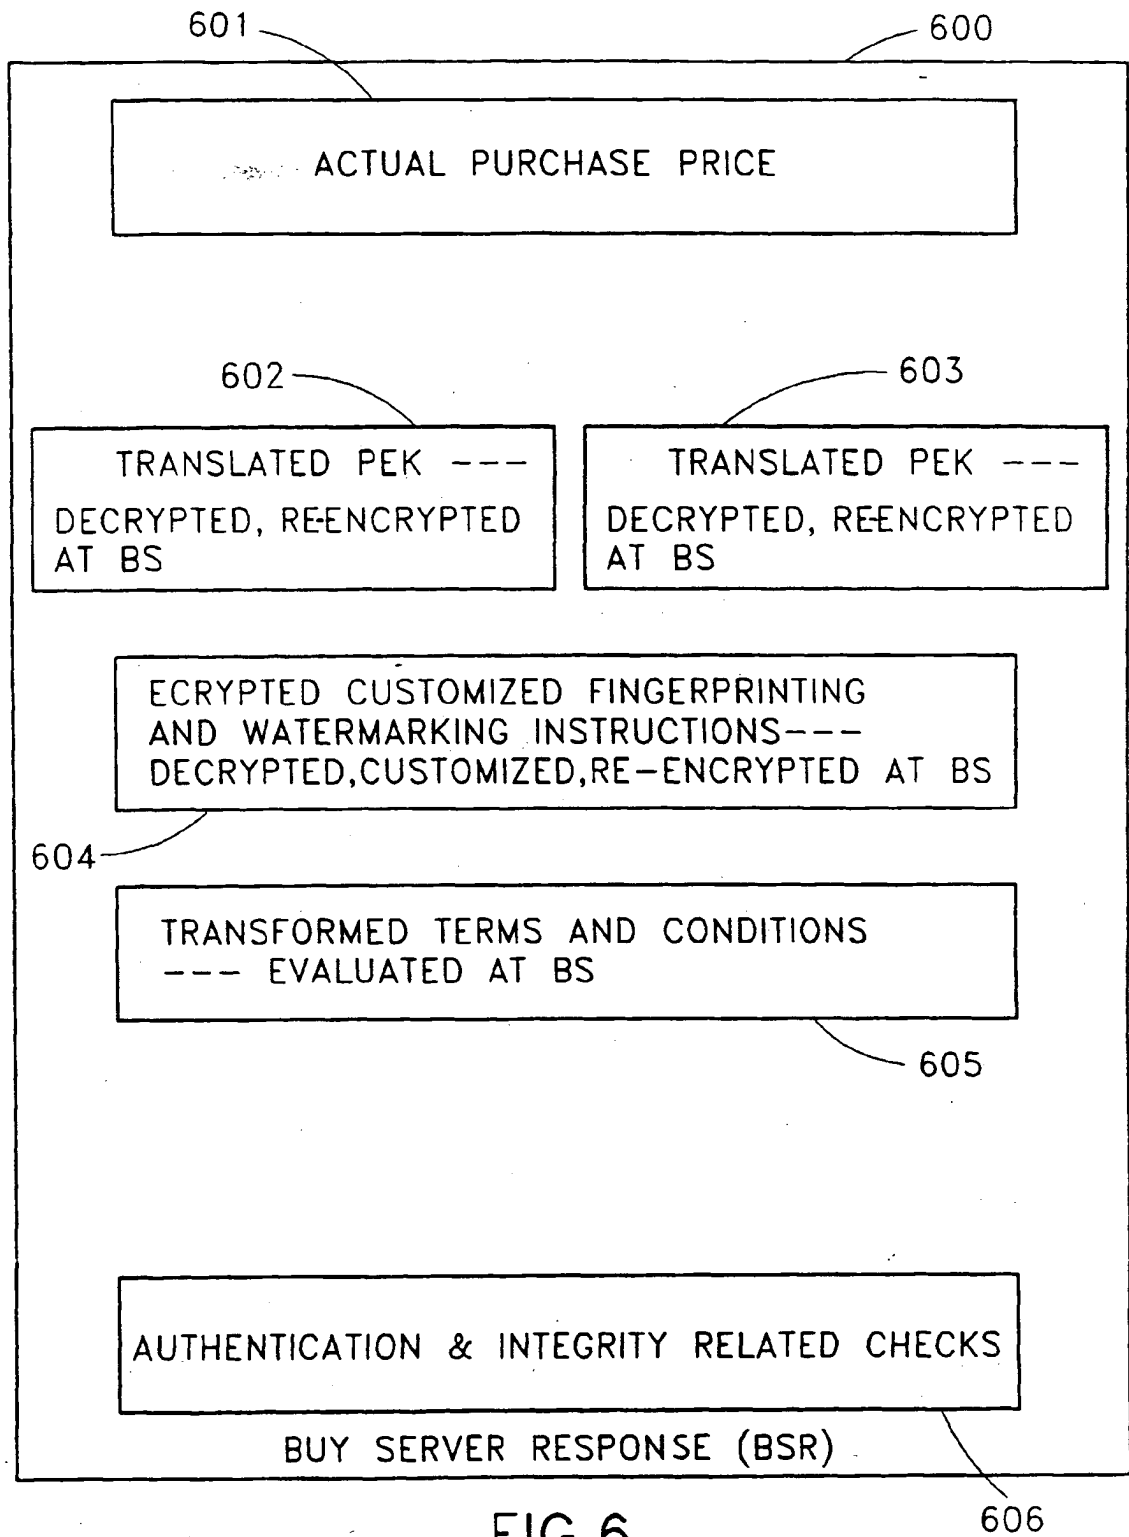 601
600
ACTUAL PURCHASE PRICE
602
603
TRANSLATED PEK ---
DECRYPTED, RE-ENCRYPTED
AT BS
TRANSLATED PEK ---
DECRYPTED, RE-ENCRYPTED
AT BS
ECRYPTED CUSTOMIZED FINGERPRINTING
AND WATERMARKING INSTRUCTIONS---
DECRYPTED,CUSTOMIZED,RE-ENCRYPTED AT BS
604
TRANSFORMED TERMS AND CONDITIONS
--- EVALUATED AT BS
605
AUTHENTICATION & INTEGRITY RELATED CHECKS
BUY SERVER RESPONSE (BSR)
606
FIG.6